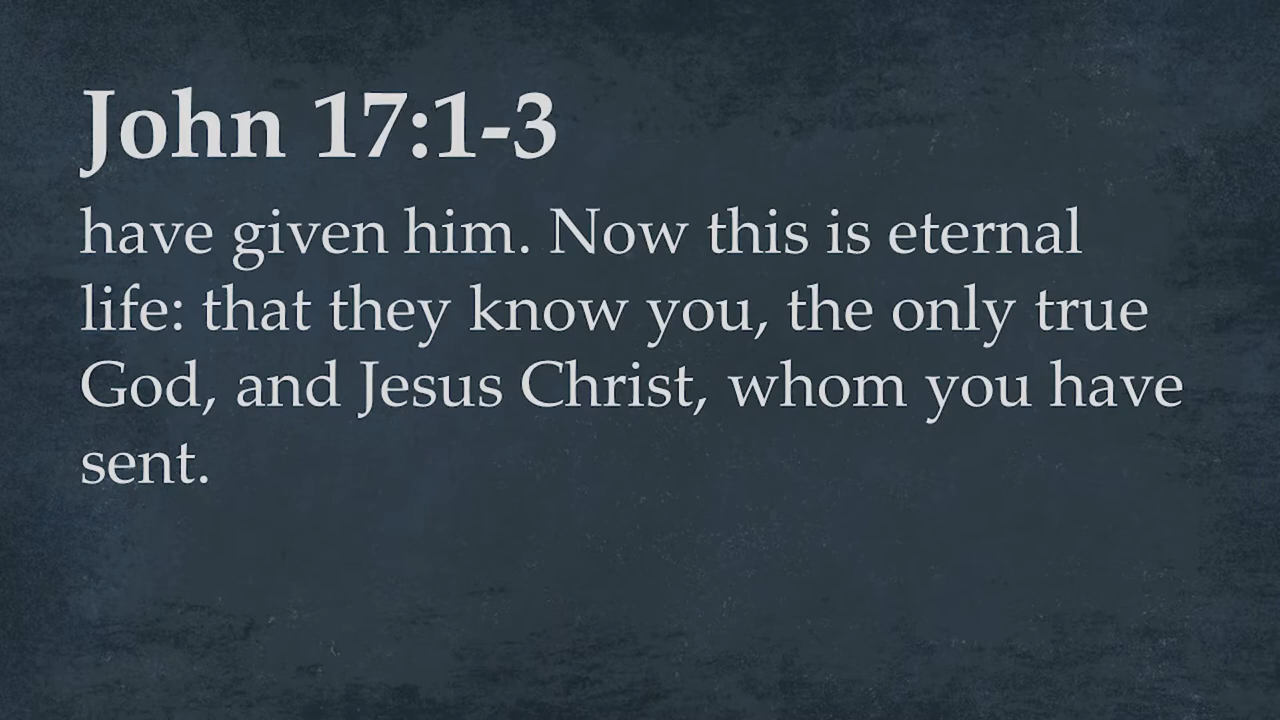 John 17:1-3
have given him. Now this is eternal
life: that they know you, the only true
God, and Jesus Christ, whom you have
sent.